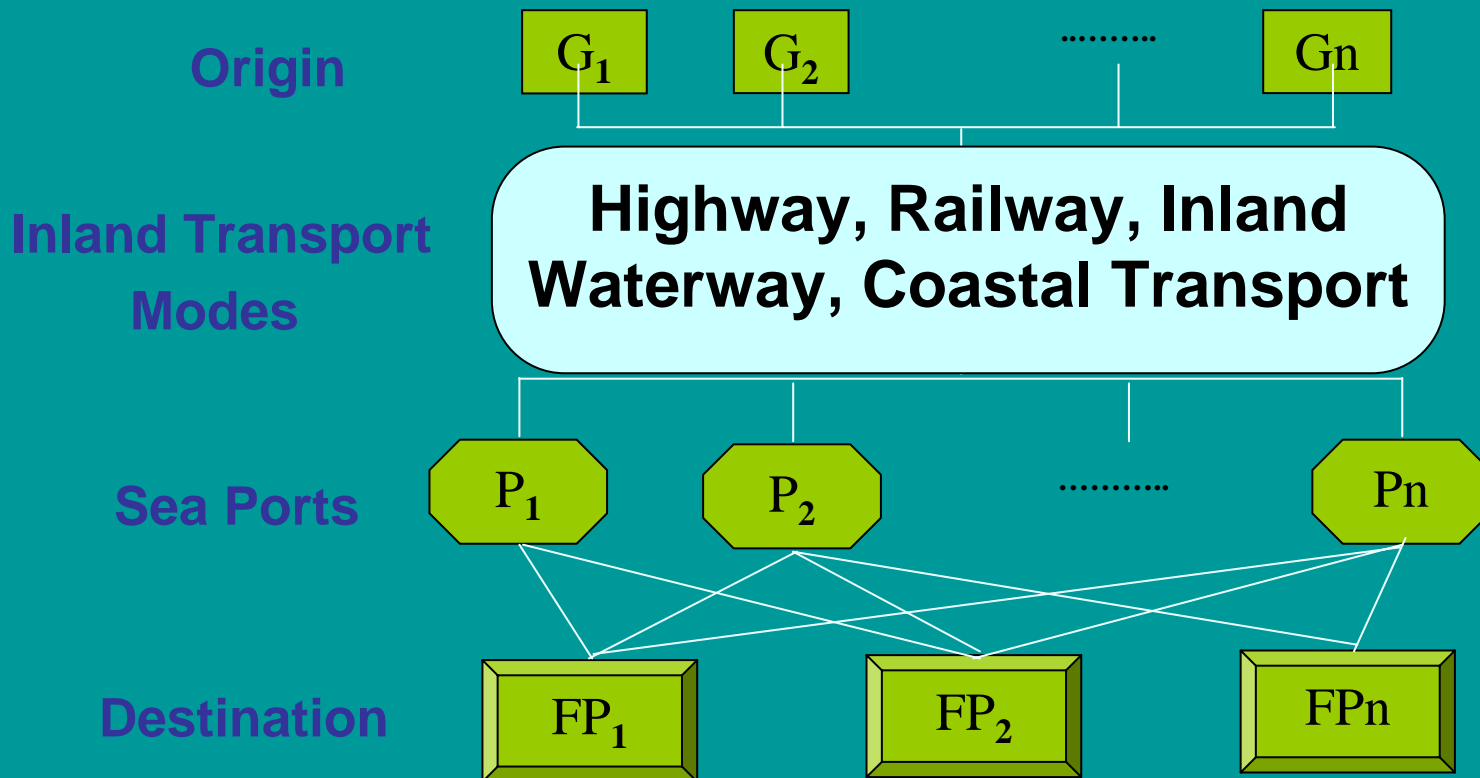 Origin
G₁ G₂ ......... Gn
Inland Transport
Modes
Highway, Railway, Inland
Waterway, Coastal Transport
Sea Ports
P₁ P₂ ........... Pn
Destination
FP₁ FP₂ FPn